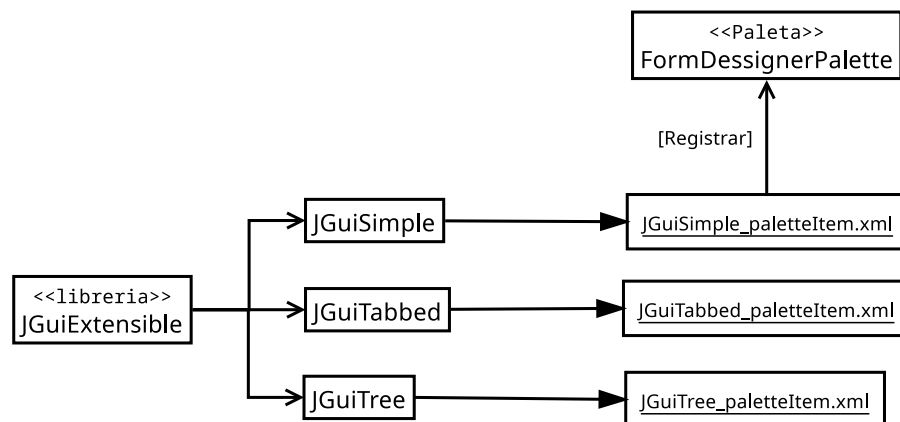 <<Paleta>>
FormDessignerPalette
[Registrar]
JGuiSimple
JGuiSimple_paletteItem.xml
<<libreria>>
JGuiExtensible
JGuiTabbed
JGuiTabbed_paletteItem.xml
JGuiTree
JGuiTree_paletteItem.xml